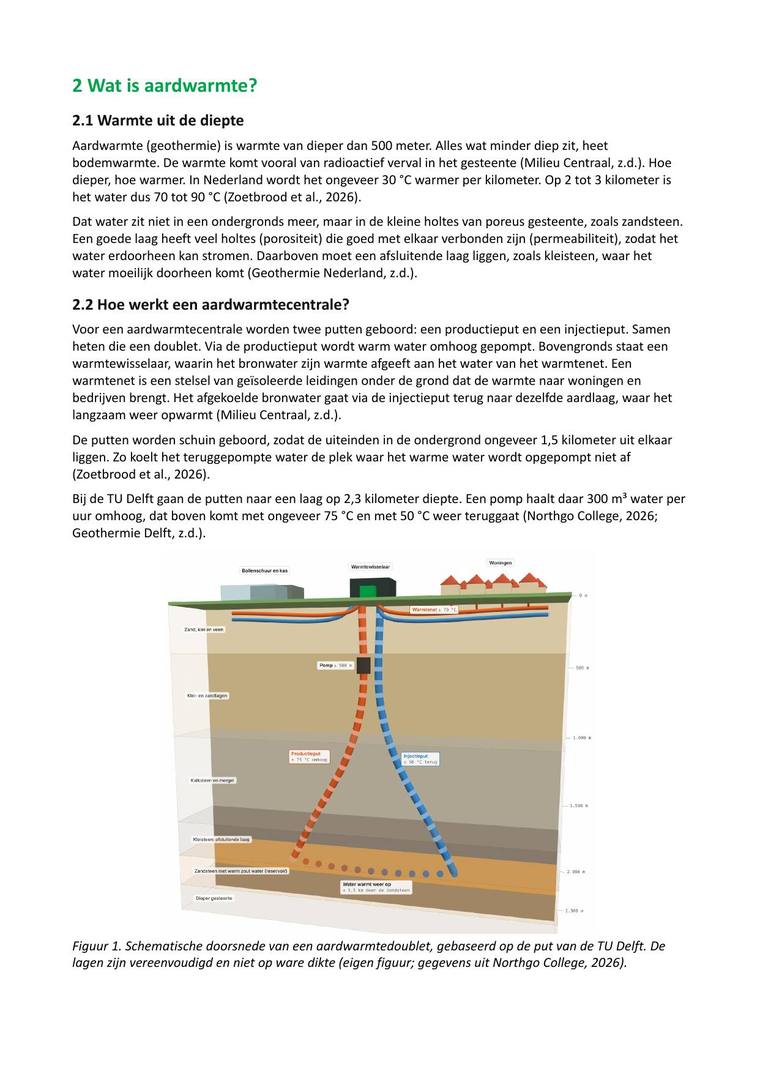 2 Wat is aardwarmte?
2.1 Warmte uit de diepte
Aardwarmte (geothermie) is warmte van dieper dan 500 meter. Alles wat minder diep zit, heet
bodemwarmte. De warmte komt vooral van radioactief verval in het gesteente (Milieu Centraal, z.d.). Hoe
dieper, hoe warmer. In Nederland wordt het ongeveer 30 °C warmer per kilometer. Op 2 tot 3 kilometer is
het water dus 70 tot 90 °C (Zoetbrood et al., 2026).
Dat water zit niet in een ondergronds meer, maar in de kleine holtes van poreus gesteente, zoals zandsteen.
Een goede laag heeft veel holtes (porositeit) die goed met elkaar verbonden zijn (permeabiliteit), zodat het
water erdoorheen kan stromen. Daarboven moet een afsluitende laag liggen, zoals kleisteen, waar het
water moeilijk doorheen komt (Geothermie Nederland, z.d.).
2.2 Hoe werkt een aardwarmtecentrale?
Voor een aardwarmtecentrale worden twee putten geboord: een productieput en een injectieput. Samen
heten die een doublet. Via de productieput wordt warm water omhoog gepompt. Bovengronds staat een
warmtewisselaar, waarin het bronwater zijn warmte afgeeft aan het water van het warmtenet. Een
warmtenet is een stelsel van geïsoleerde leidingen onder de grond dat de warmte naar woningen en
bedrijven brengt. Het afgekoelde bronwater gaat via de injectieput terug naar dezelfde aardlaag, waar het
langzaam weer opwarmt (Milieu Centraal, z.d.).
De putten worden schuin geboord, zodat de uiteinden in de ondergrond ongeveer 1,5 kilometer uit elkaar
liggen. Zo koelt het teruggepompte water de plek waar het warme water wordt opgepompt niet af
(Zoetbrood et al., 2026).
Bij de TU Delft gaan de putten naar een laag op 2,3 kilometer diepte. Een pomp haalt daar 300 m³ water per
uur omhoog, dat boven komt met ongeveer 75 °C en met 50 °C weer teruggaat (Northgo College, 2026;
Geothermie Delft, z.d.).
Bollenschuur en kas
Warmtewisselaar
Woningen
0 m
Warmtenet ± 70 °C
Zand, klei en veen
Pomp ± 500 m
500 m
Klei- en zandlagen
1.000 m
Productieput
± 75 °C omhoog
Injectieput
± 50 °C terug
Kalksteen en mergel
1.500 m
Kleisteen: afsluitende laag
Zandsteen met warm zout water (reservoir)
2.000 m
Water warmt weer op
± 1,5 km door de zandsteen
Dieper gesteente
2.300 m
Figuur 1. Schematische doorsnede van een aardwarmtedoublet, gebaseerd op de put van de TU Delft. De
lagen zijn vereenvoudigd en niet op ware dikte (eigen figuur; gegevens uit Northgo College, 2026).